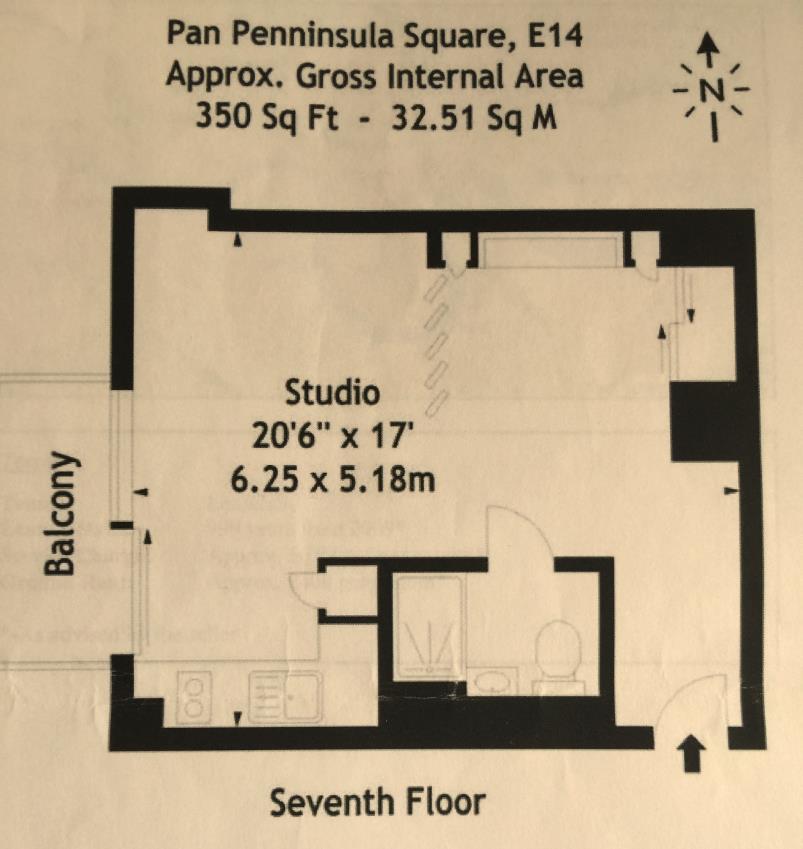 Pan Penninsula Square, E14
Approx. Gross Internal Area
350 Sq Ft - 32.51 Sq M
N
Studio
20'6" x 17'
6.25 x 5.18m
Balcony
Seventh Floor